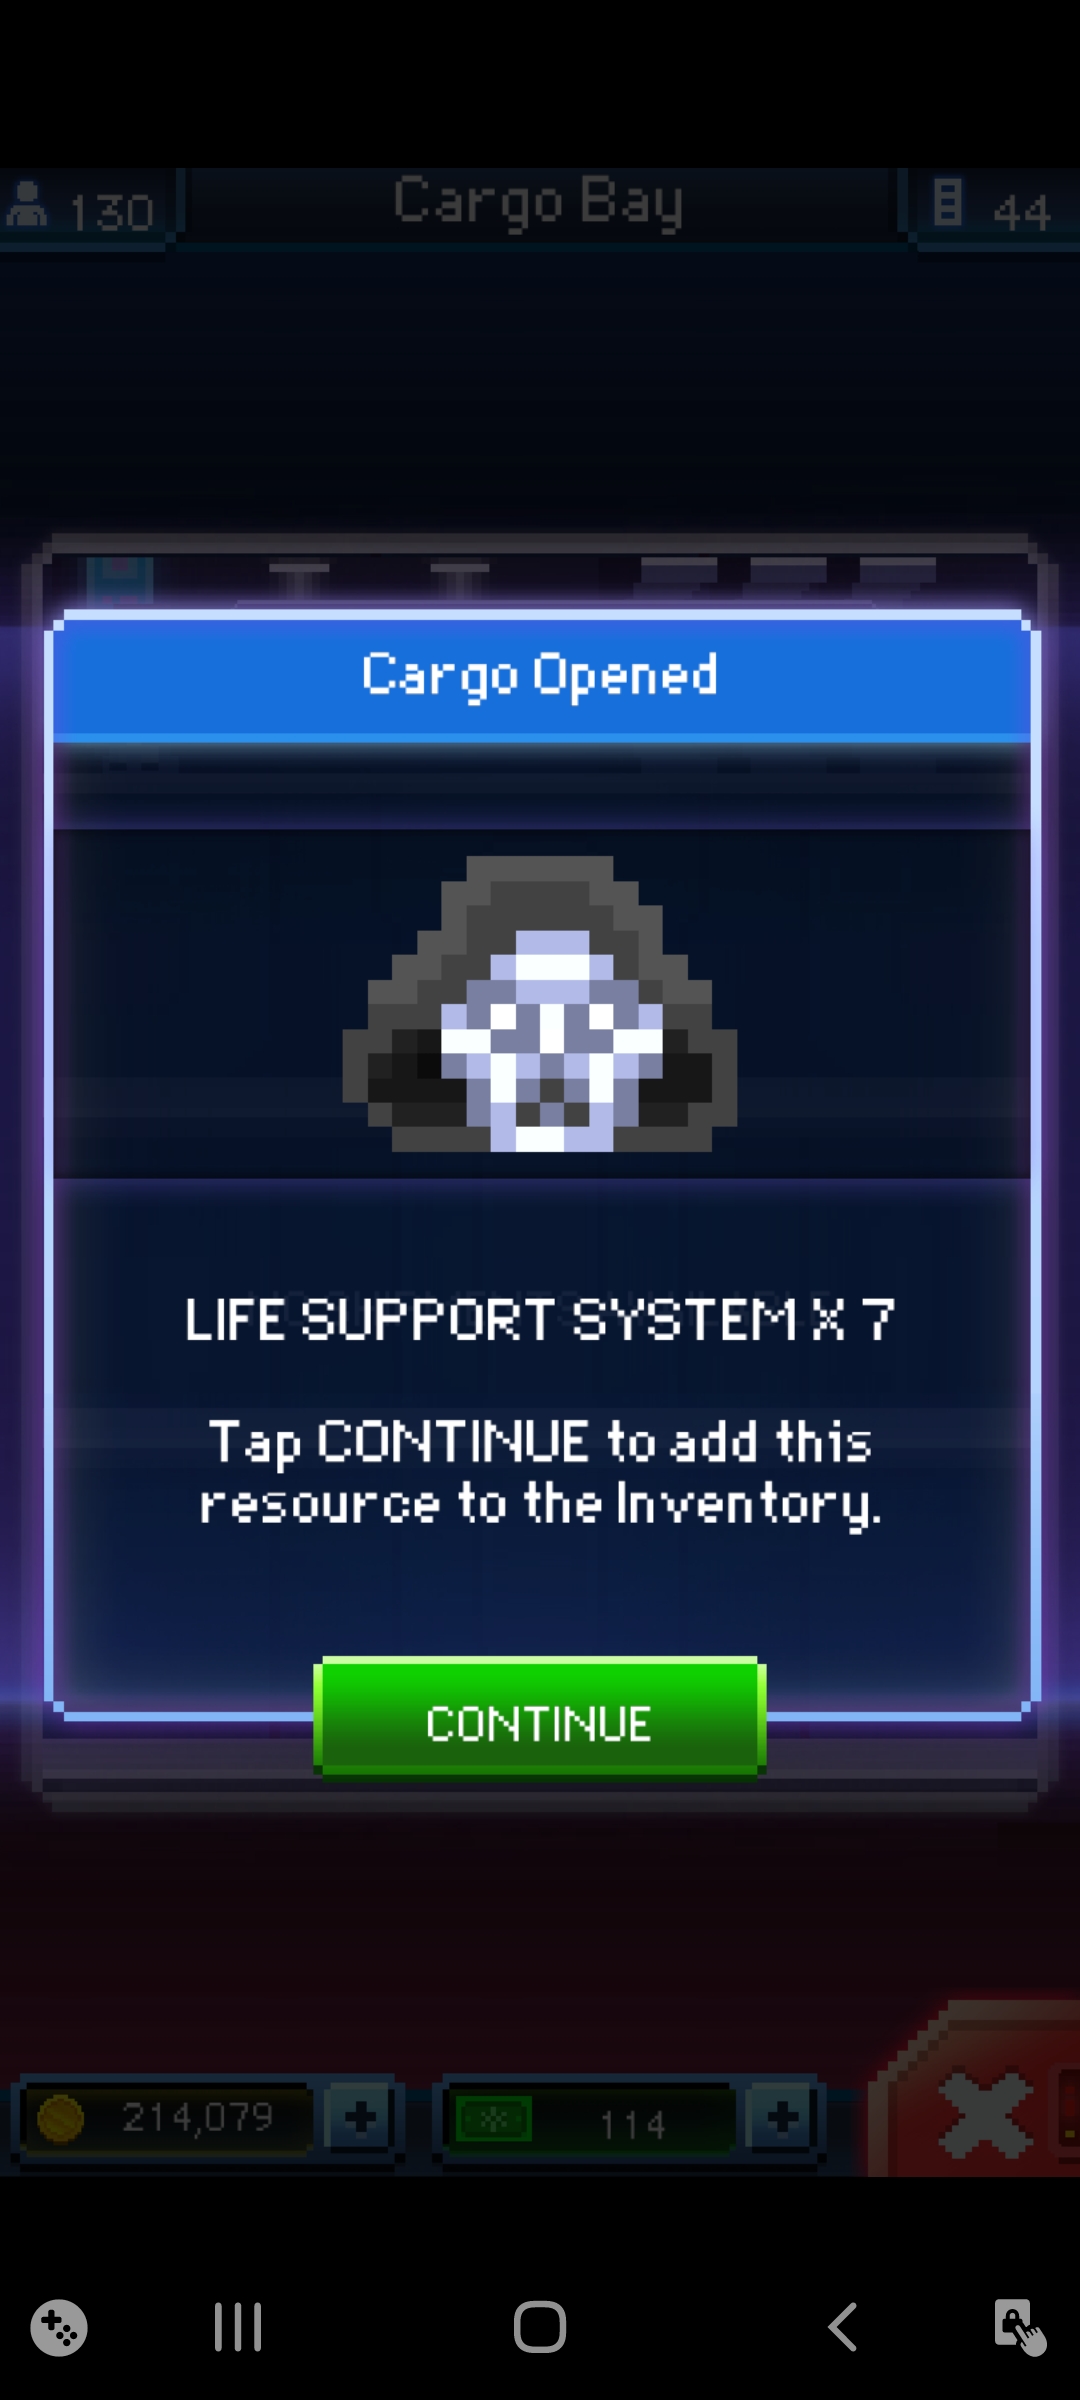 130
Cargo Bay
44
Cargo Opened
LIFE SUPPORT SYSTEM X 7
Tap CONTINUE to add this
resource to the Inventory.
CONTINUE
214,079
114